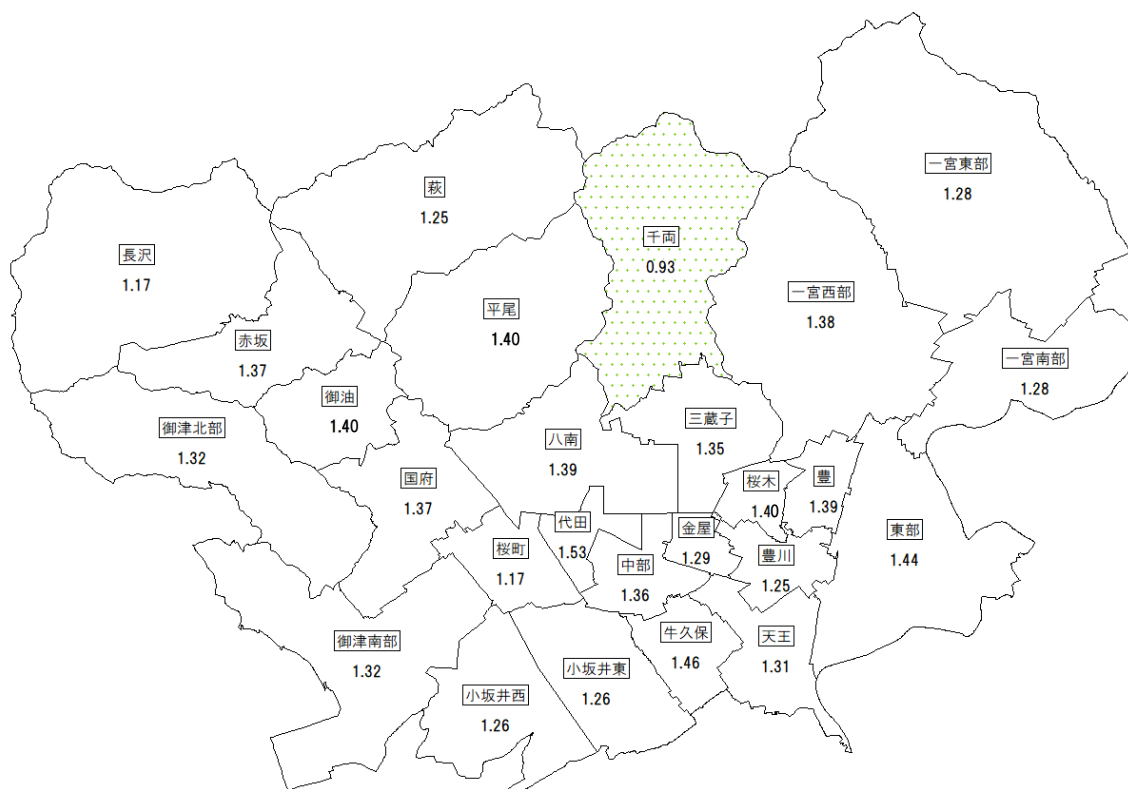 一宮東部
1.28
萩
1.25
千両
0.93
長沢
1.17
一宮西部
1.38
平尾
1.40
赤坂
1.37
一宮南部
1.28
御油
1.40
三蔵子
1.35
御津北部
1.32
八南
1.39
国府
1.37
桜木
1.40
豊
1.39
代田
1.53
金屋
1.29
東部
1.44
桜町
1.17
中部
1.36
豊川
1.25
御津南部
1.32
牛久保
1.46
天王
1.31
小坂井東
1.26
小坂井西
1.26